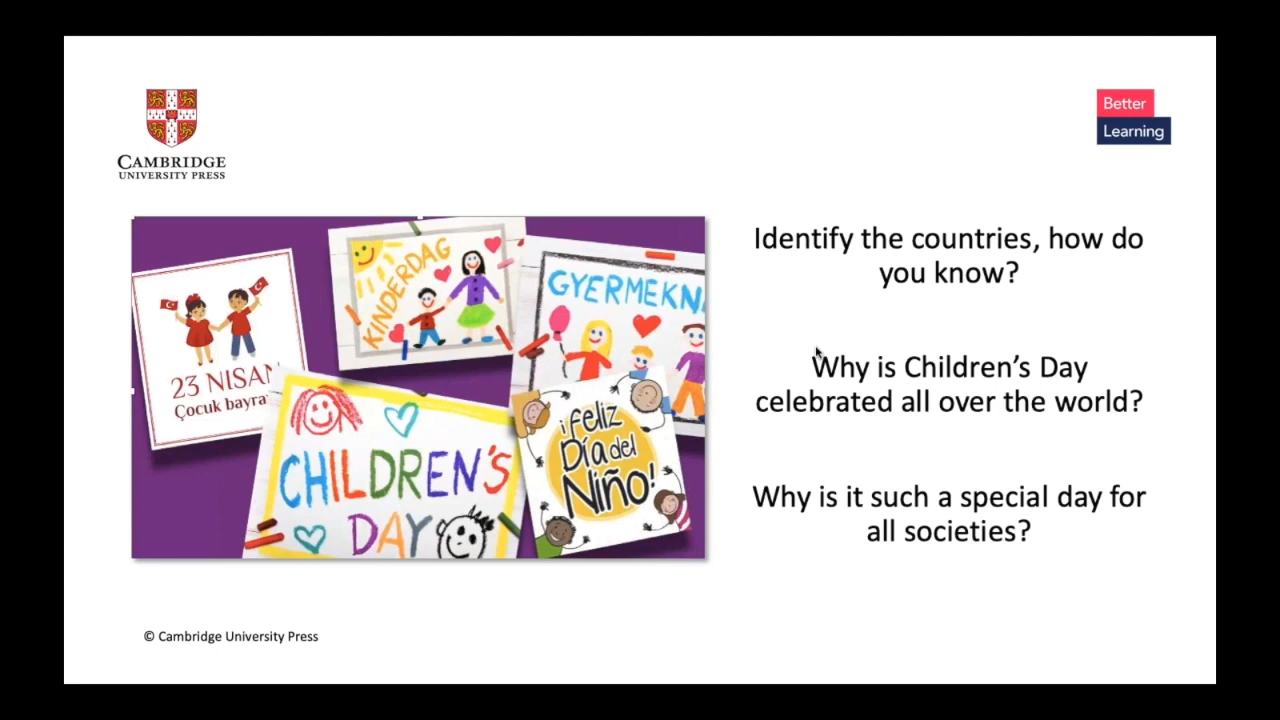 CAMBRIDGE
UNIVERSITY PRESS
Better
Learning
23 NISAN
Çocuk bayra
KINDERDAG
GYERMEKN
CHILDREN'S
DAY
¡feliz
Día del
Niño!
Identify the countries, how do
you know?
Why is Children's Day
celebrated all over the world?
Why is it such a special day for
all societies?
© Cambridge University Press